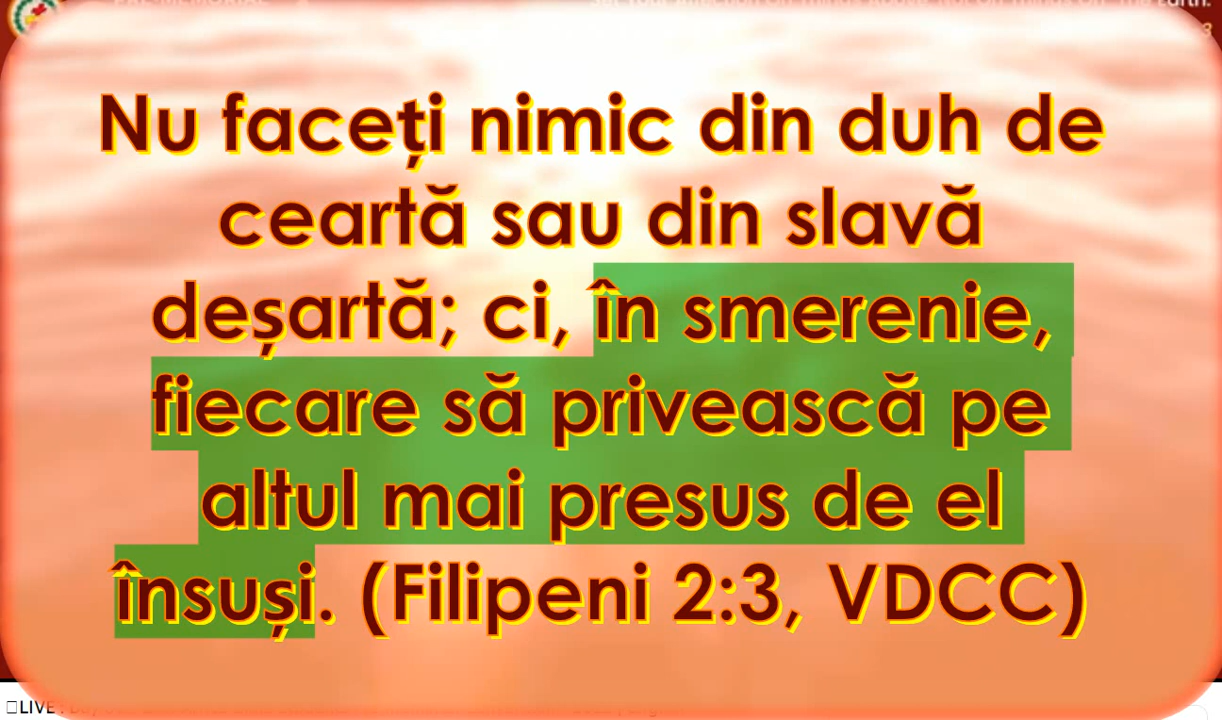 Nu faceți nimic din duh de
ceartă sau din slavă
deșartă; ci, în smerenie,
fiecare să privească pe
altul mai presus de el
însuși. (Filipeni 2:3, VDCC)
LIVE